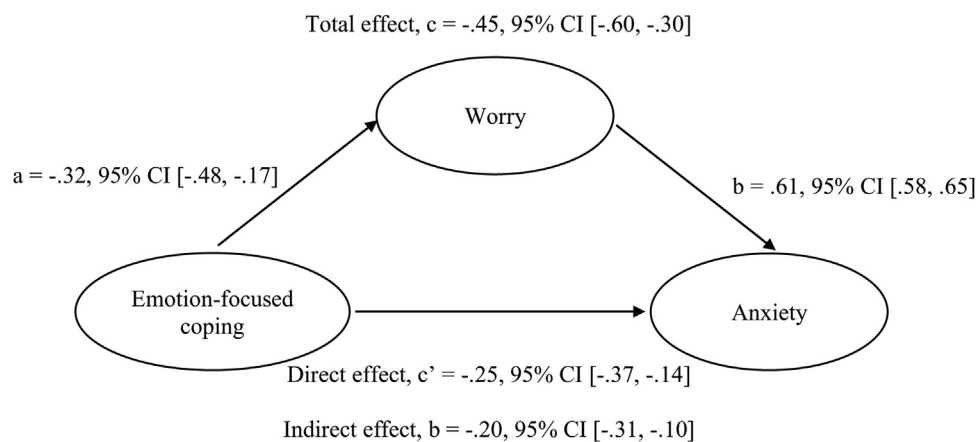 Total effect, c = -.45, 95% CI [-.60, -.30]
Worry
a = -.32, 95% CI [-.48, -.17]
b = .61, 95% CI [.58, .65]
Emotion-focused
coping
Anxiety
Direct effect, c’ = -.25, 95% CI [-.37, -.14]
Indirect effect, b = -.20, 95% CI [-.31, -.10]